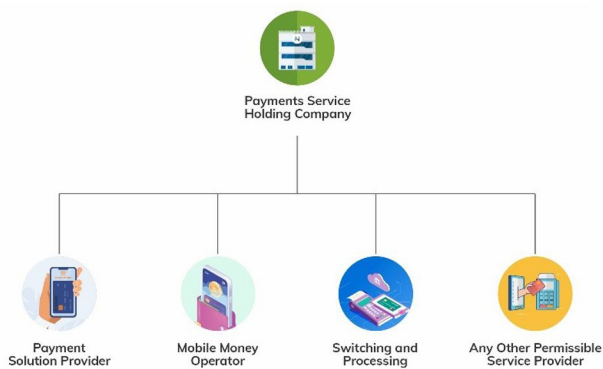 Payments Service
Holding Company
Payment
Solution Provider
Mobile Money
Operator
Switching and
Processing
Any Other Permissible
Service Provider